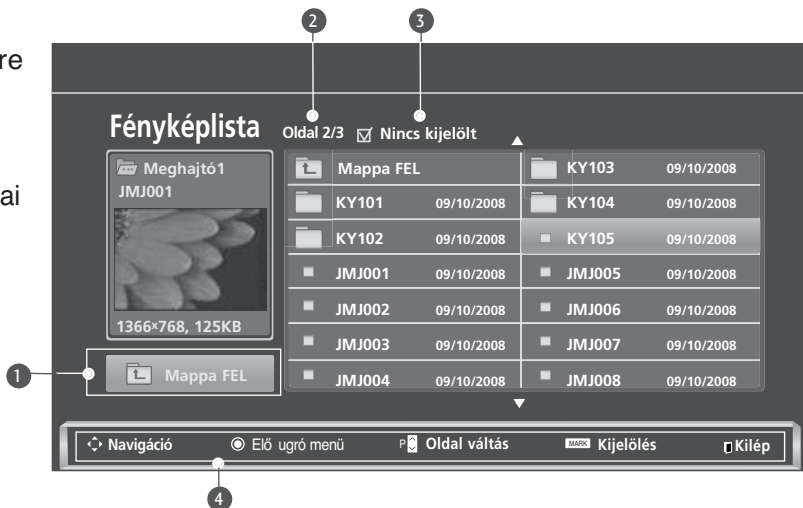 2
3
re
ai
Fényképlista
Oldal 2/3
Nincs kijelölt
Meghajtó1
JMJ001
1366×768, 125KB
Mappa FEL
Mappa FEL
KY101 09/10/2008
KY102 09/10/2008
JMJ001 09/10/2008
JMJ002 09/10/2008
JMJ003 09/10/2008
JMJ004 09/10/2008
KY103 09/10/2008
KY104 09/10/2008
KY105 09/10/2008
JMJ005 09/10/2008
JMJ006 09/10/2008
JMJ007 09/10/2008
JMJ008 09/10/2008
1
Navigáció
Elő ugró menü
P Oldal váltás
MARK Kijelölés
Kilép
4